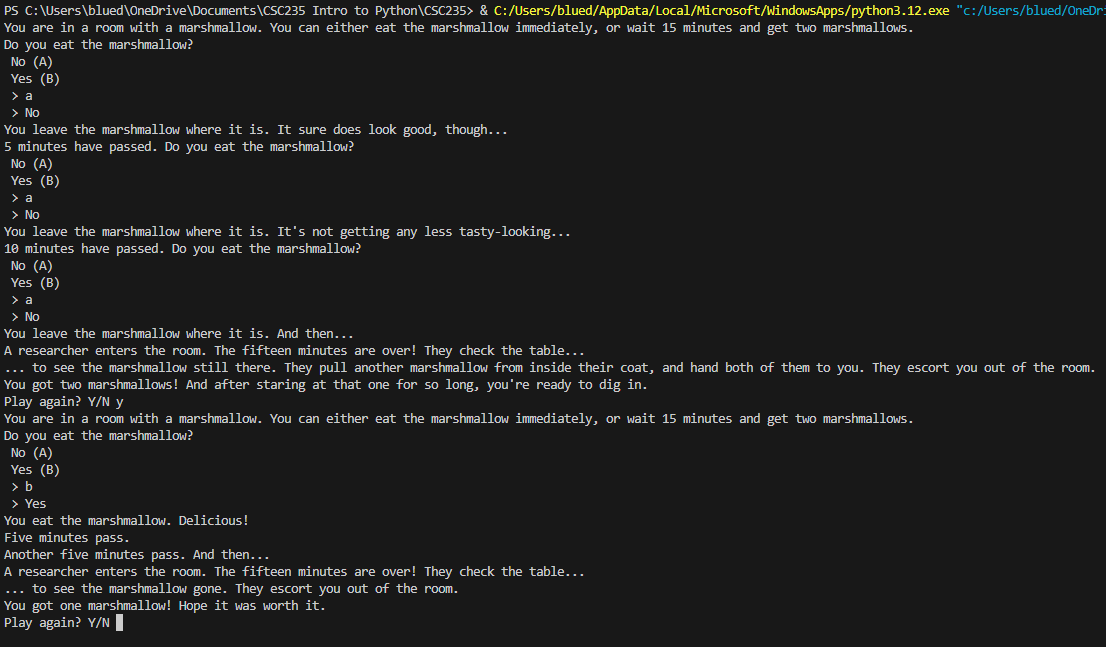 PS C:\Users\blued\OneDrive\Documents\CSC235 Intro to Python\CSC235> & C:/Users/blued/AppData/Local/Microsoft/WindowsApps/python3.12.exe "c:/Users/blued/OneDri
You are in a room with a marshmallow. You can either eat the marshmallow immediately, or wait 15 minutes and get two marshmallows.
Do you eat the marshmallow?
 No (A)
 Yes (B)
 > a
 > No
You leave the marshmallow where it is. It sure does look good, though...
5 minutes have passed. Do you eat the marshmallow?
 No (A)
 Yes (B)
 > a
 > No
You leave the marshmallow where it is. It's not getting any less tasty-looking...
10 minutes have passed. Do you eat the marshmallow?
 No (A)
 Yes (B)
 > a
 > No
You leave the marshmallow where it is. And then...
A researcher enters the room. The fifteen minutes are over! They check the table...
... to see the marshmallow still there. They pull another marshmallow from inside their coat, and hand both of them to you. They escort you out of the room.
You got two marshmallows! And after staring at that one for so long, you're ready to dig in.
Play again? Y/N y
You are in a room with a marshmallow. You can either eat the marshmallow immediately, or wait 15 minutes and get two marshmallows.
Do you eat the marshmallow?
 No (A)
 Yes (B)
 > b
 > Yes
You eat the marshmallow. Delicious!
Five minutes pass.
Another five minutes pass. And then...
A researcher enters the room. The fifteen minutes are over! They check the table...
... to see the marshmallow gone. They escort you out of the room.
You got one marshmallow! Hope it was worth it.
Play again? Y/N